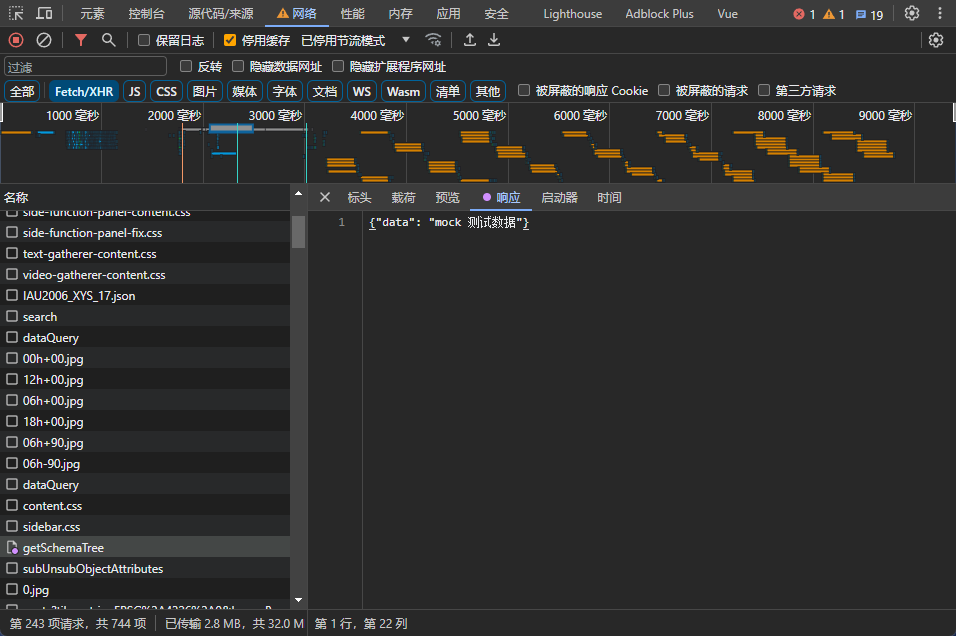 元素 控制台 源代码/来源 网络 性能 内存 应用 安全 Lighthouse Adblock Plus Vue 1 1 19
保留日志 停用缓存 已停用节流模式
过滤 反转 隐藏数据网址 隐藏扩展程序网址
全部 Fetch/XHR JS CSS 图片 媒体 字体 文档 WS Wasm 清单 其他 被屏蔽的响应 Cookie 被屏蔽的请求 第三方请求
1000 毫秒 2000 毫秒 3000 毫秒 4000 毫秒 5000 毫秒 6000 毫秒 7000 毫秒 8000 毫秒 9000 毫秒
名称 标头 载荷 预览 响应 启动器 时间
side-function-panel-content.css
1 {"data": "mock 测试数据"}
side-function-panel-fix.css
text-gatherer-content.css
video-gatherer-content.css
IAU2006_XYS_17.json
search
dataQuery
00h+00.jpg
12h+00.jpg
06h+00.jpg
18h+00.jpg
06h+90.jpg
06h-90.jpg
dataQuery
content.css
sidebar.css
getSchemaTree
subUnsubObjectAttributes
0.jpg
第 243 项请求，共 744 项 已传输 2.8 MB，共 32.0 M 第 1 行，第 22 列